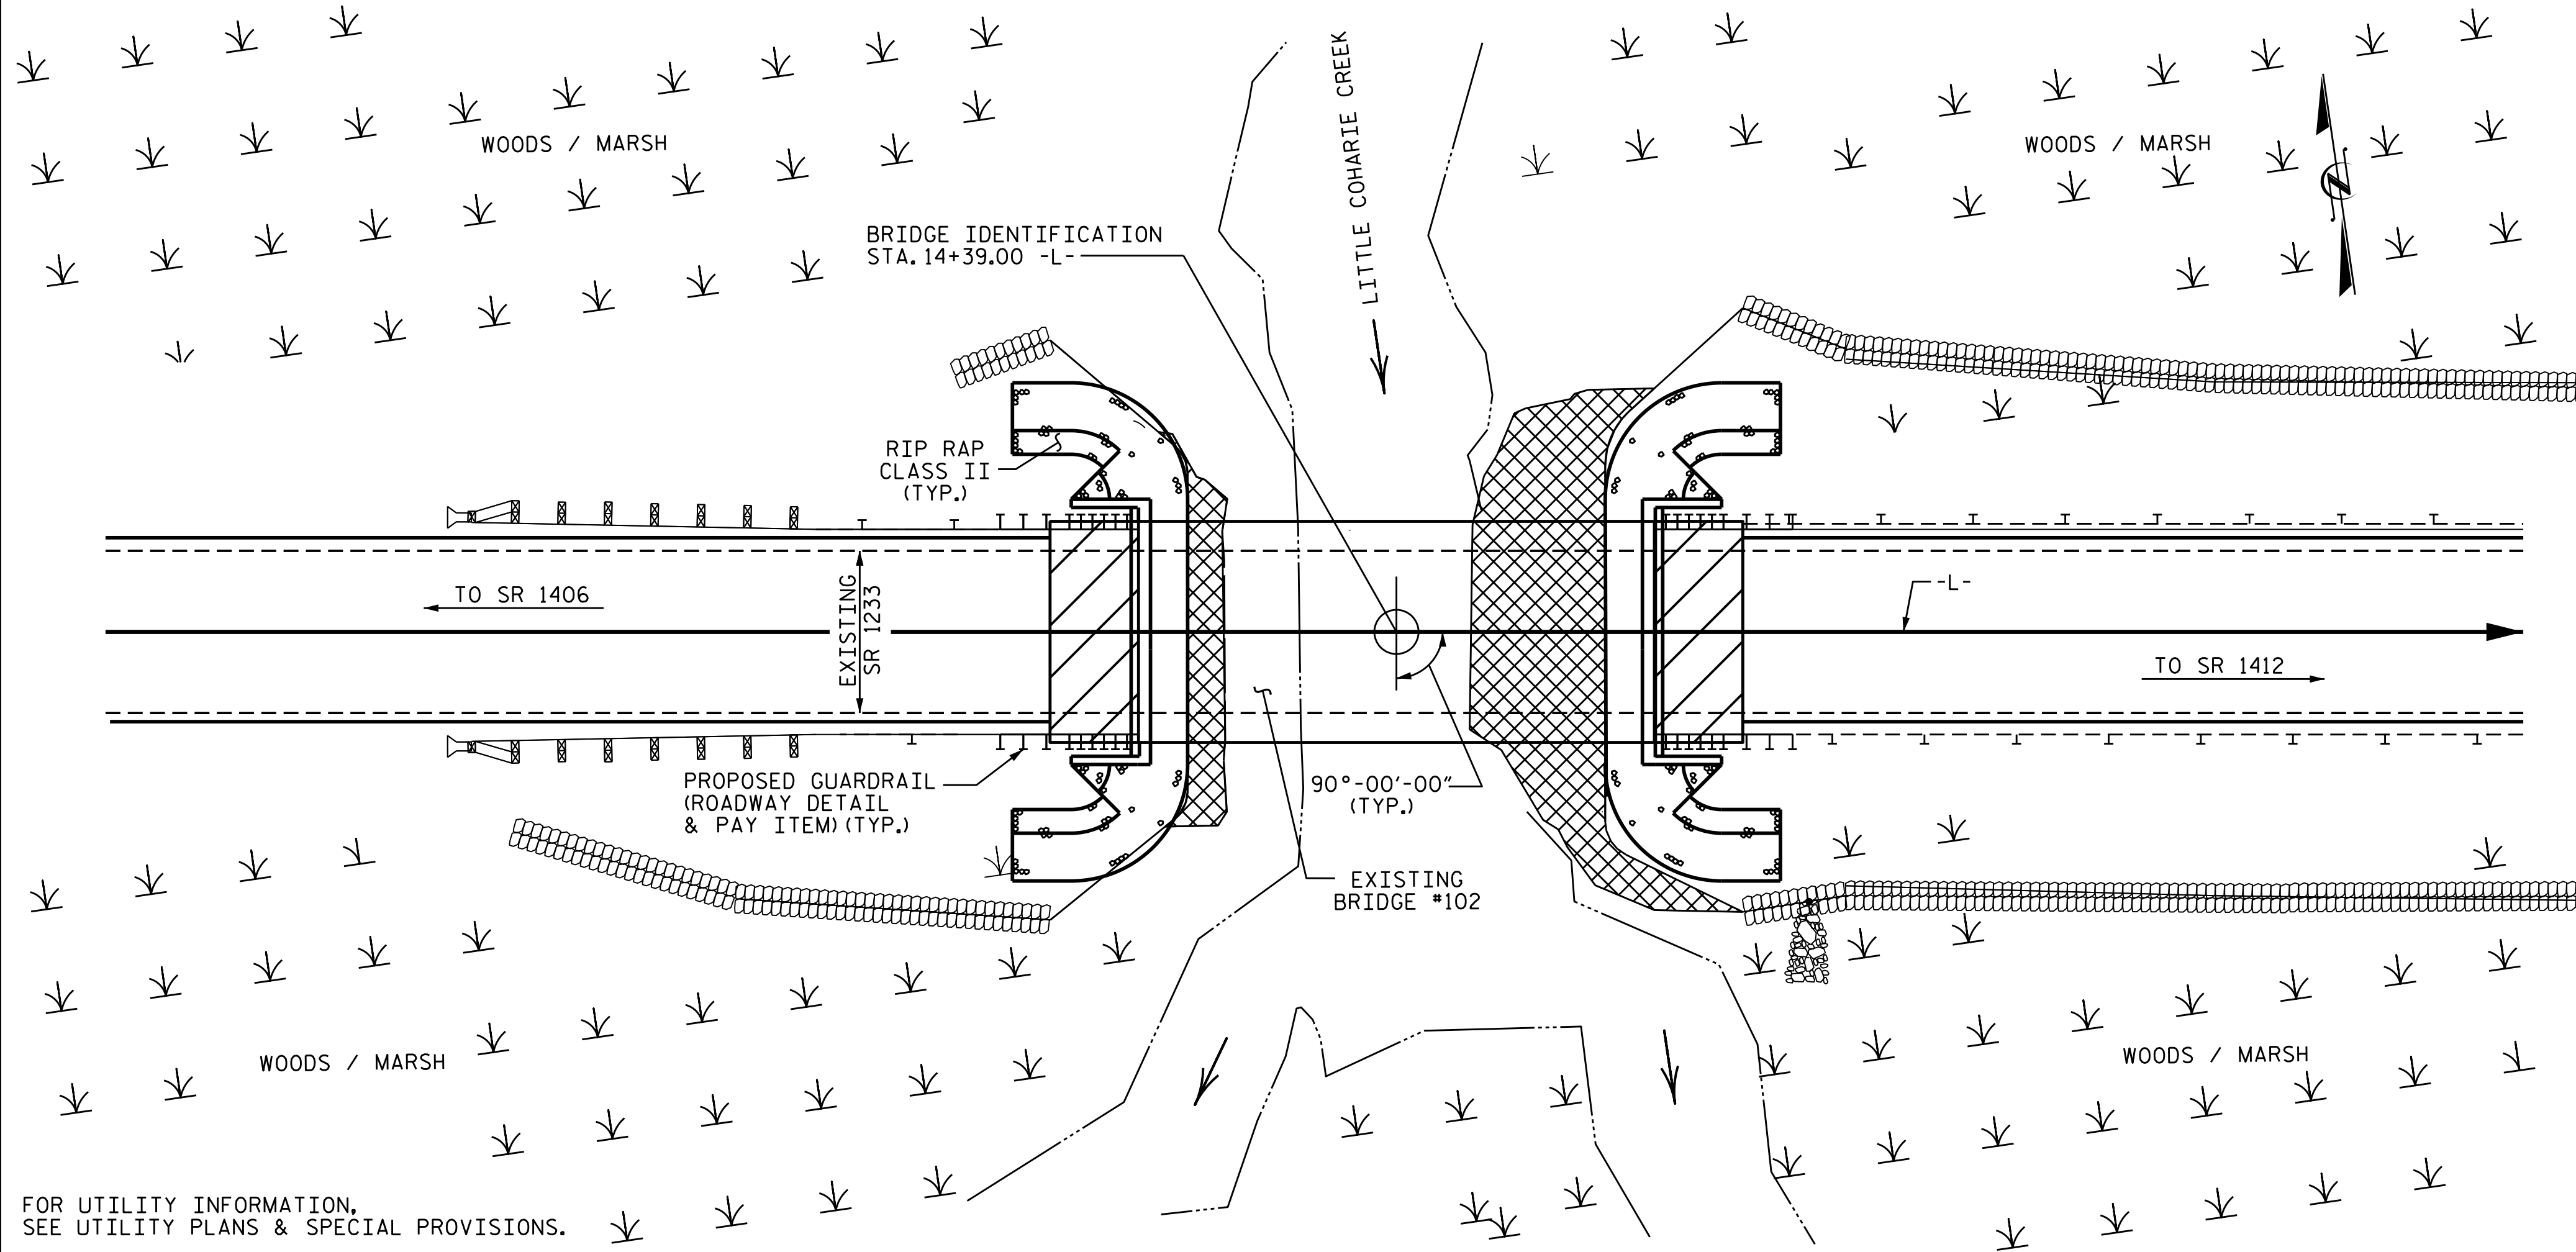 WOODS / MARSH
LITTLE COHARIE CREEK
WOODS / MARSH
N
BRIDGE IDENTIFICATION
STA. 14+39.00 -L-
RIP RAP
CLASS II
(TYP.)
TO SR 1406
EXISTING
SR 1233
-L-
TO SR 1412
PROPOSED GUARDRAIL
(ROADWAY DETAIL
& PAY ITEM) (TYP.)
90°-00'-00"
(TYP.)
EXISTING
BRIDGE #102
WOODS / MARSH
WOODS / MARSH
FOR UTILITY INFORMATION,
SEE UTILITY PLANS & SPECIAL PROVISIONS.